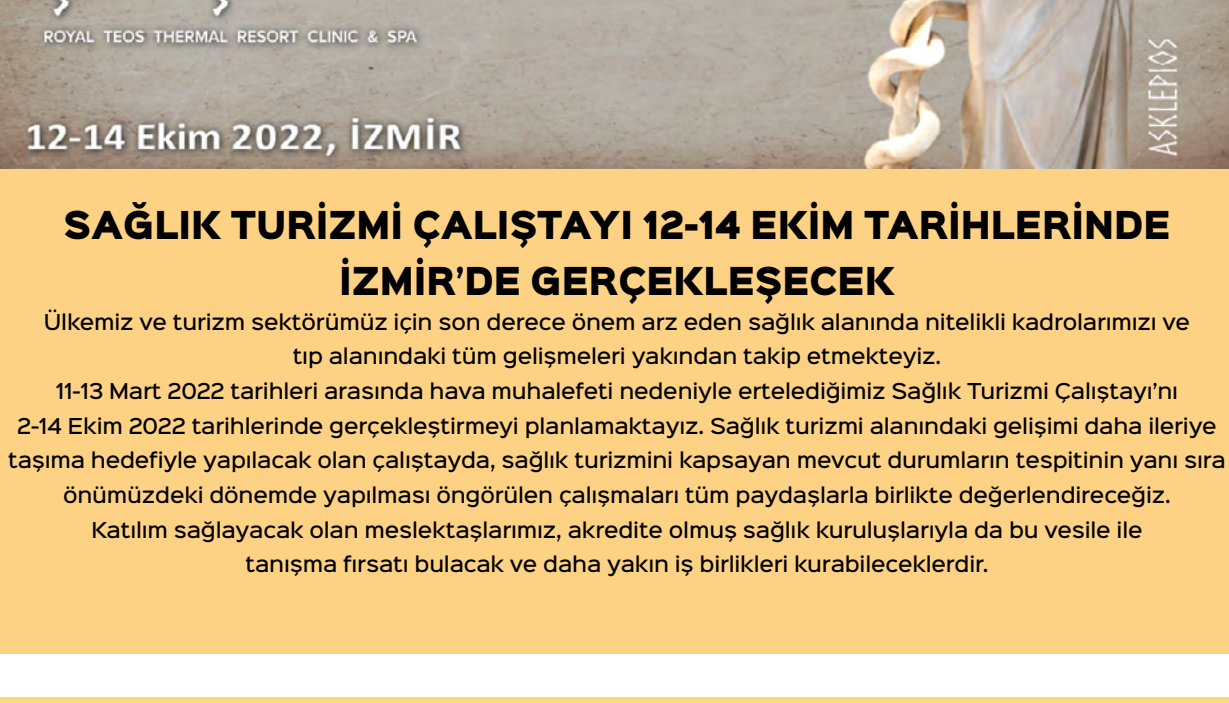 ROYAL TEOS THERMAL RESORT CLINIC & SPA
12-14 Ekim 2022, İZMİR
ASKLEPIOS
SAĞLIK TURİZMİ ÇALIŞTAYI 12-14 EKİM TARİHLERİNDE
İZMİR’DE GERÇEKLEŞECEK
Ülkemiz ve turizm sektörümüz için son derece önem arz eden sağlık alanında nitelikli kadrolarımızı ve
tıp alanındaki tüm gelişmeleri yakından takip etmekteyiz.
11-13 Mart 2022 tarihleri arasında hava muhalefeti nedeniyle ertelediğimiz Sağlık Turizmi Çalıştayı’nı
2-14 Ekim 2022 tarihlerinde gerçekleştirmeyi planlamaktayız. Sağlık turizmi alanındaki gelişimi daha ileriye
taşıma hedefiyle yapılacak olan çalıştayda, sağlık turizmini kapsayan mevcut durumların tespitinin yanı sıra
önümüzdeki dönemde yapılması öngörülen çalışmaları tüm paydaşlarla birlikte değerlendireceğiz.
Katılım sağlayacak olan meslektaşlarımız, akredite olmuş sağlık kuruluşlarıyla da bu vesile ile
tanışma fırsatı bulacak ve daha yakın iş birlikleri kurabileceklerdir.